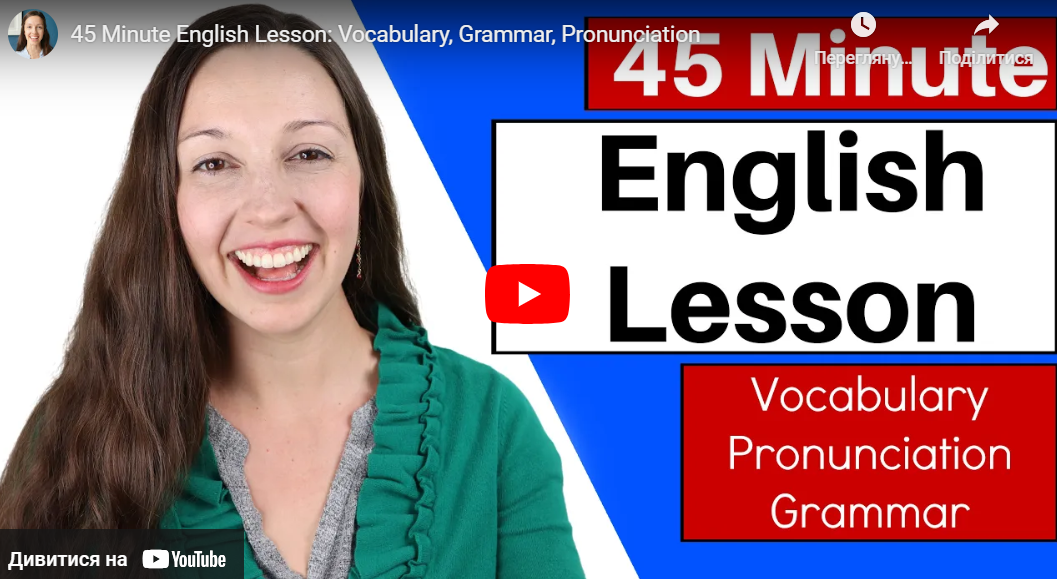 45 Minute English Lesson: Vocabulary, Grammar, Pronunciation
Перегляну...
Поділитися
45 Minute
English
Lesson
Vocabulary
Pronunciation
Grammar
Дивитися на YouTube